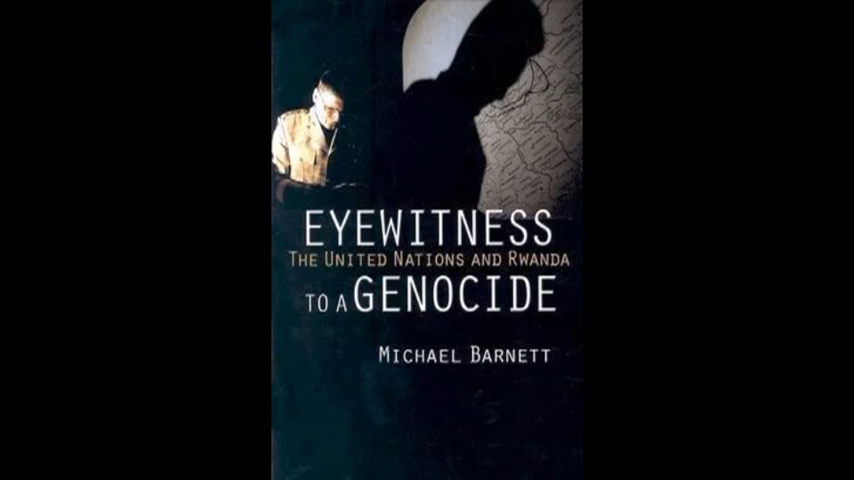 EYEWITNESS
THE UNITED NATIONS AND RWANDA
TO A GENOCIDE
MICHAEL BARNETT